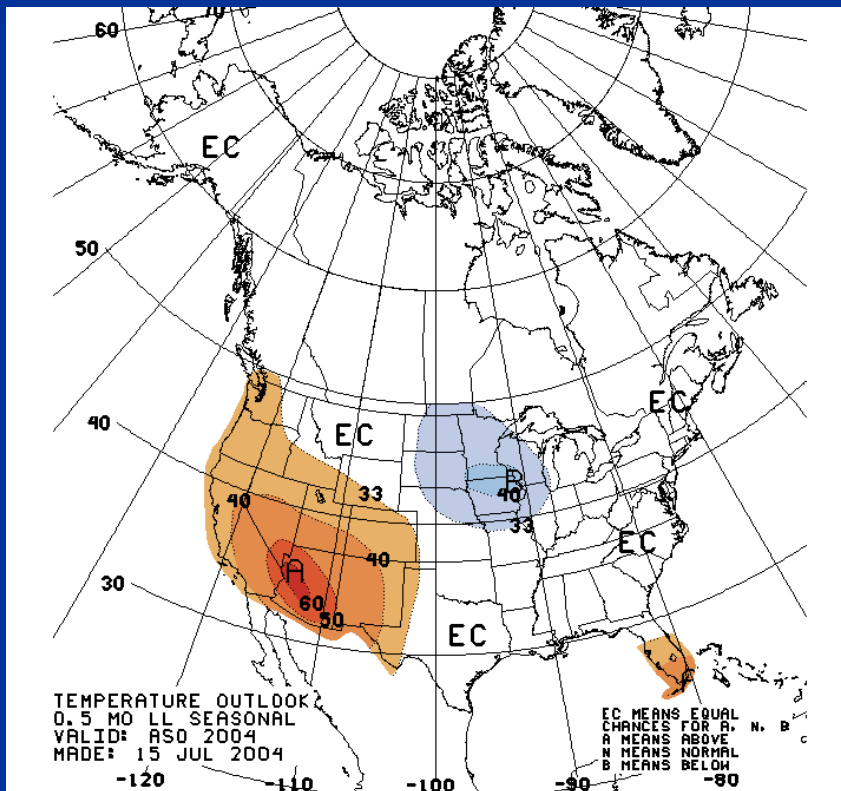 60
70
EC
50
EC
40
EC
33
B
40
40
33
EC
40
A
30
60
50
EC
TEMPERATURE OUTLOOK
0.5 MO LL SEASONAL
VALID: ASO 2004
MADE: 15 JUL 2004
EC MEANS EQUAL
CHANCES FOR A, N, B
A MEANS ABOVE
N MEANS NORMAL
B MEANS BELOW
-120
-110
-100
-90
-80